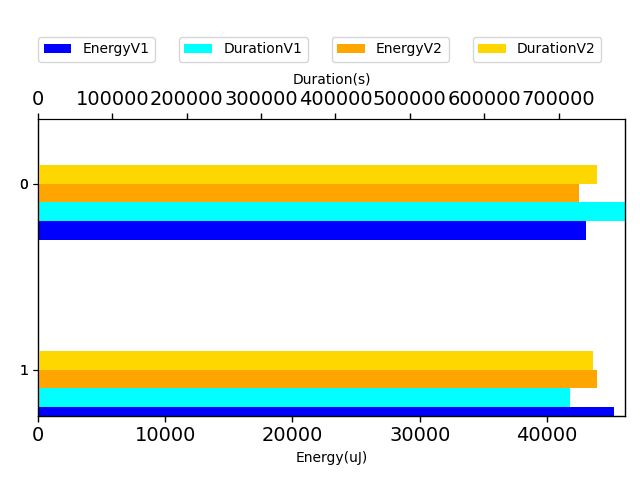 EnergyV1 DurationV1 EnergyV2 DurationV2
Duration(s)
0 100000 200000 300000 400000 500000 600000 700000
0
1
0 10000 20000 30000 40000
Energy(uJ)